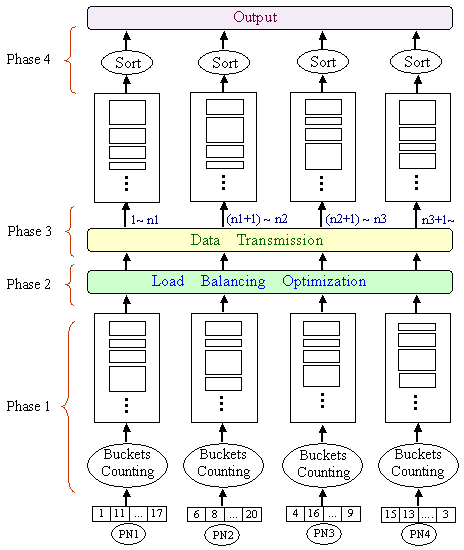 Output
Phase 4
Sort Sort Sort Sort
Phase 3
1~ n1 (n1+1) ~ n2 (n2+1) ~ n3 n3+1~
Data Transmission
Phase 2
Load Balancing Optimization
Phase 1
Buckets Buckets Buckets Buckets
Counting Counting Counting Counting
1 11 ... 17 6 8 ... 20 4 16 ... 9 15 13 ... 3
PN1 PN2 PN3 PN4